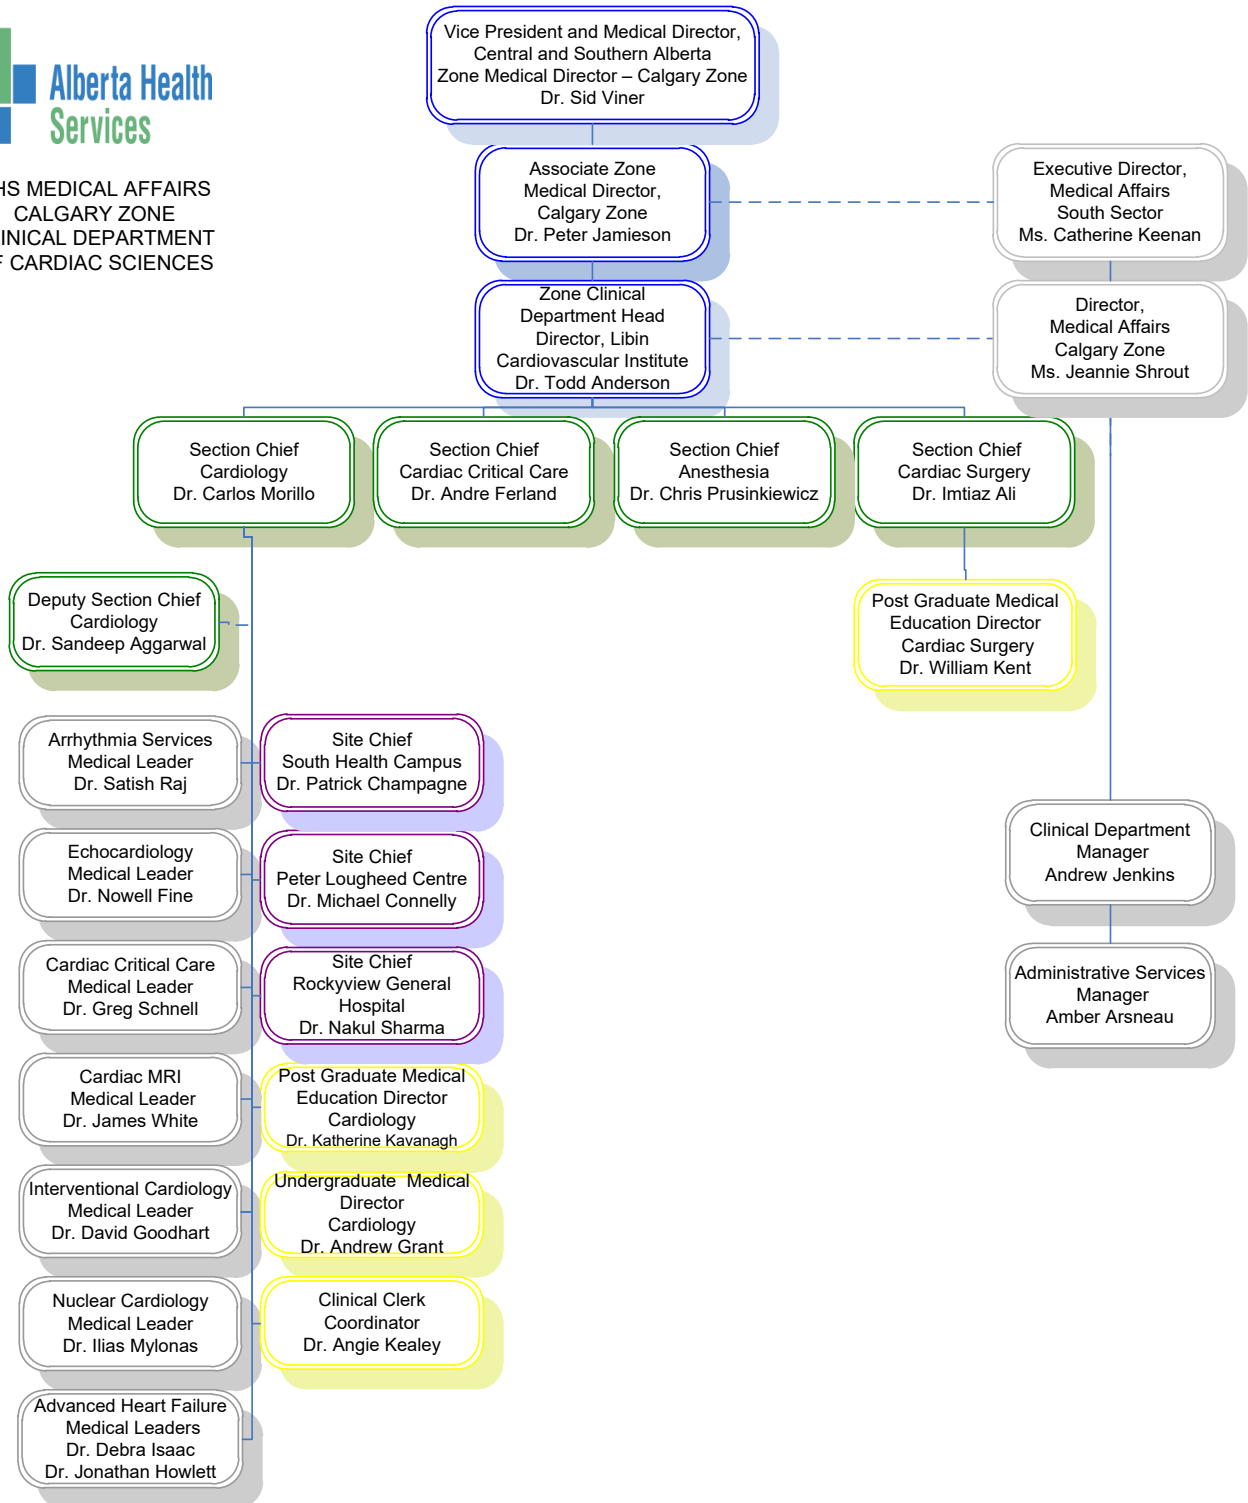 Alberta Health
Services
HS MEDICAL AFFAIRS
CALGARY ZONE
INICAL DEPARTMENT
F CARDIAC SCIENCES
Vice President and Medical Director,
Central and Southern Alberta
Zone Medical Director – Calgary Zone
Dr. Sid Viner
Associate Zone
Medical Director,
Calgary Zone
Dr. Peter Jamieson
Executive Director,
Medical Affairs
South Sector
Ms. Catherine Keenan
Zone Clinical
Department Head
Director, Libin
Cardiovascular Institute
Dr. Todd Anderson
Director,
Medical Affairs
Calgary Zone
Ms. Jeannie Shrout
Section Chief
Cardiology
Dr. Carlos Morillo
Section Chief
Cardiac Critical Care
Dr. Andre Ferland
Section Chief
Anesthesia
Dr. Chris Prusinkiewicz
Section Chief
Cardiac Surgery
Dr. Imtiaz Ali
Deputy Section Chief
Cardiology
Dr. Sandeep Aggarwal
Post Graduate Medical
Education Director
Cardiac Surgery
Dr. William Kent
Arrhythmia Services
Medical Leader
Dr. Satish Raj
Site Chief
South Health Campus
Dr. Patrick Champagne
Echocardiology
Medical Leader
Dr. Nowell Fine
Site Chief
Peter Lougheed Centre
Dr. Michael Connelly
Clinical Department
Manager
Andrew Jenkins
Cardiac Critical Care
Medical Leader
Dr. Greg Schnell
Site Chief
Rockyview General
Hospital
Dr. Nakul Sharma
Administrative Services
Manager
Amber Arsneau
Cardiac MRI
Medical Leader
Dr. James White
Post Graduate Medical
Education Director
Cardiology
Dr. Katherine Kavanagh
Interventional Cardiology
Medical Leader
Dr. David Goodhart
Undergraduate Medical
Director
Cardiology
Dr. Andrew Grant
Nuclear Cardiology
Medical Leader
Dr. Ilias Mylonas
Clinical Clerk
Coordinator
Dr. Angie Kealey
Advanced Heart Failure
Medical Leaders
Dr. Debra Isaac
Dr. Jonathan Howlett